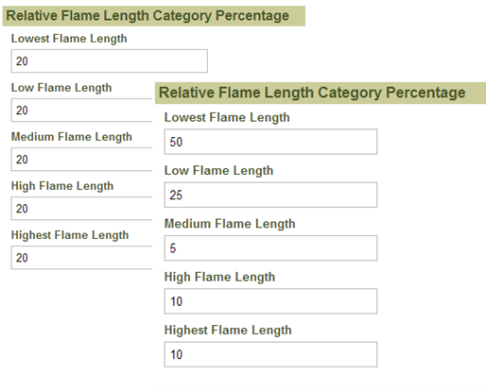 Relative Flame Length Category Percentage
Lowest Flame Length
20
Low Flame Length
20
Medium Flame Length
20
High Flame Length
20
Highest Flame Length
20
Relative Flame Length Category Percentage
Lowest Flame Length
50
Low Flame Length
25
Medium Flame Length
5
High Flame Length
10
Highest Flame Length
10